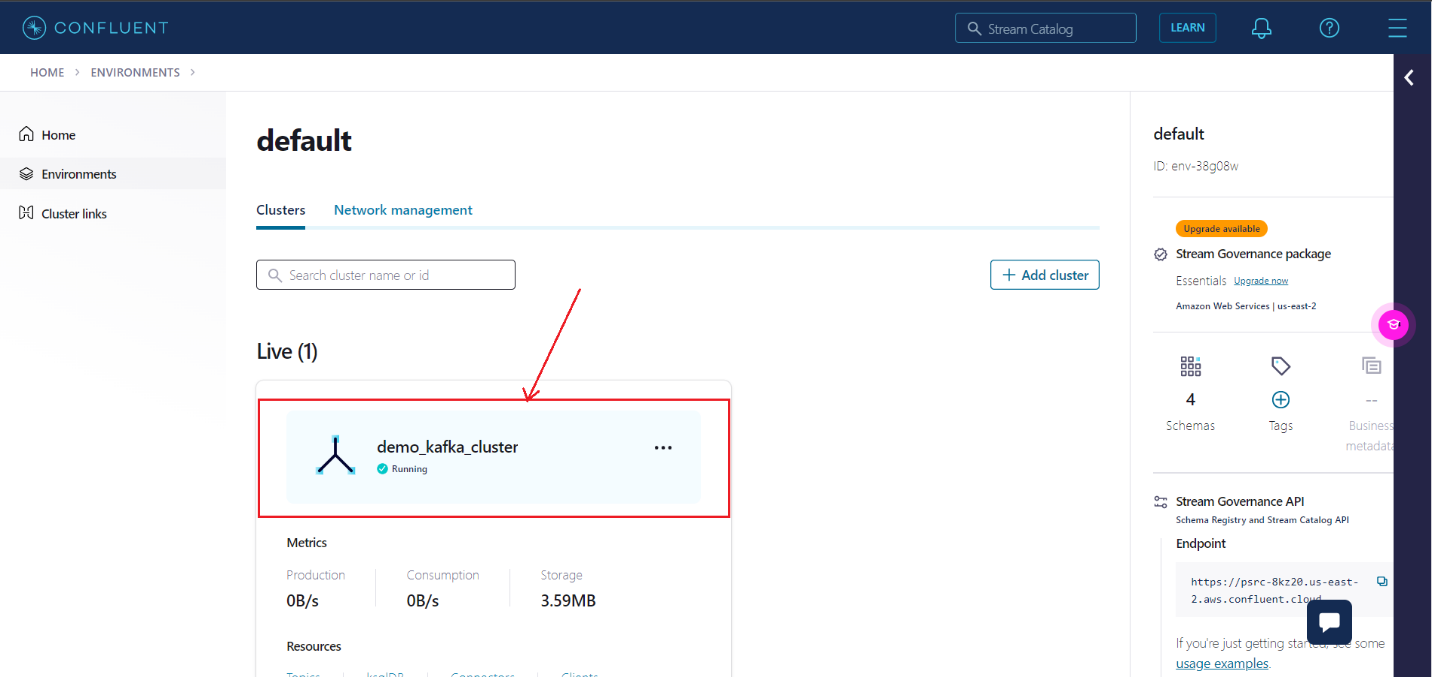 CONFLUENT
Stream Catalog
LEARN
HOME > ENVIRONMENTS >
Home
Environments
Cluster links
default
Clusters
Network management
Search cluster name or id
+ Add cluster
Live (1)
demo_kafka_cluster
Running
Metrics
Production
Consumption
Storage
0B/s
0B/s
3.59MB
Resources
Topics
ksqlDB
Connectors
Clients
default
ID: env-38g08w
Upgrade available
Stream Governance package
Essentials Upgrade now
Amazon Web Services | us-east-2
4
--
Schemas
Tags
Business
metadata
Stream Governance API
Schema Registry and Stream Catalog API
Endpoint
https://psrc-8kz20.us-east-
2.aws.confluent.cloud
If you're just getting started, see some
usage examples.